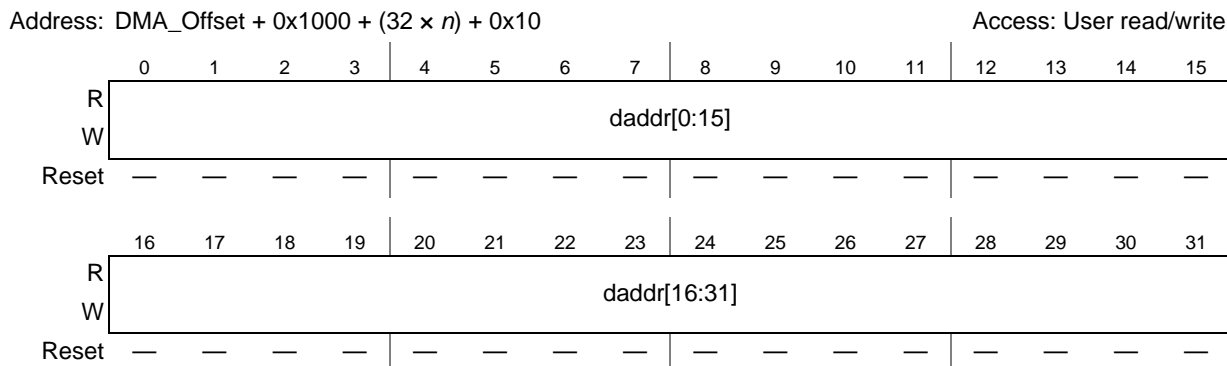 Address: DMA_Offset + 0x1000 + (32 × n) + 0x10 Access: User read/write
0 1 2 3 4 5 6 7 8 9 10 11 12 13 14 15
R
daddr[0:15]
W
Reset — — — — — — — — — — — — — — — —
16 17 18 19 20 21 22 23 24 25 26 27 28 29 30 31
R
daddr[16:31]
W
Reset — — — — — — — — — — — — — — — —